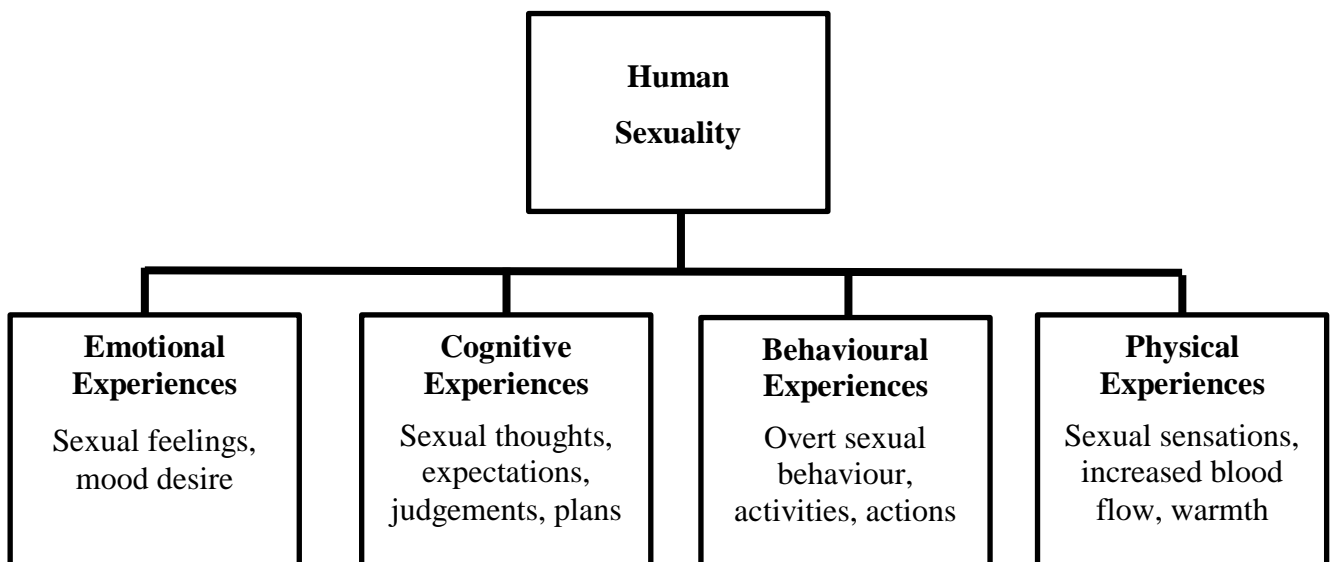 Human
Sexuality
Emotional
Experiences
Sexual feelings,
mood desire
Cognitive
Experiences
Sexual thoughts,
expectations,
judgements, plans
Behavioural
Experiences
Overt sexual
behaviour,
activities, actions
Physical
Experiences
Sexual sensations,
increased blood
flow, warmth